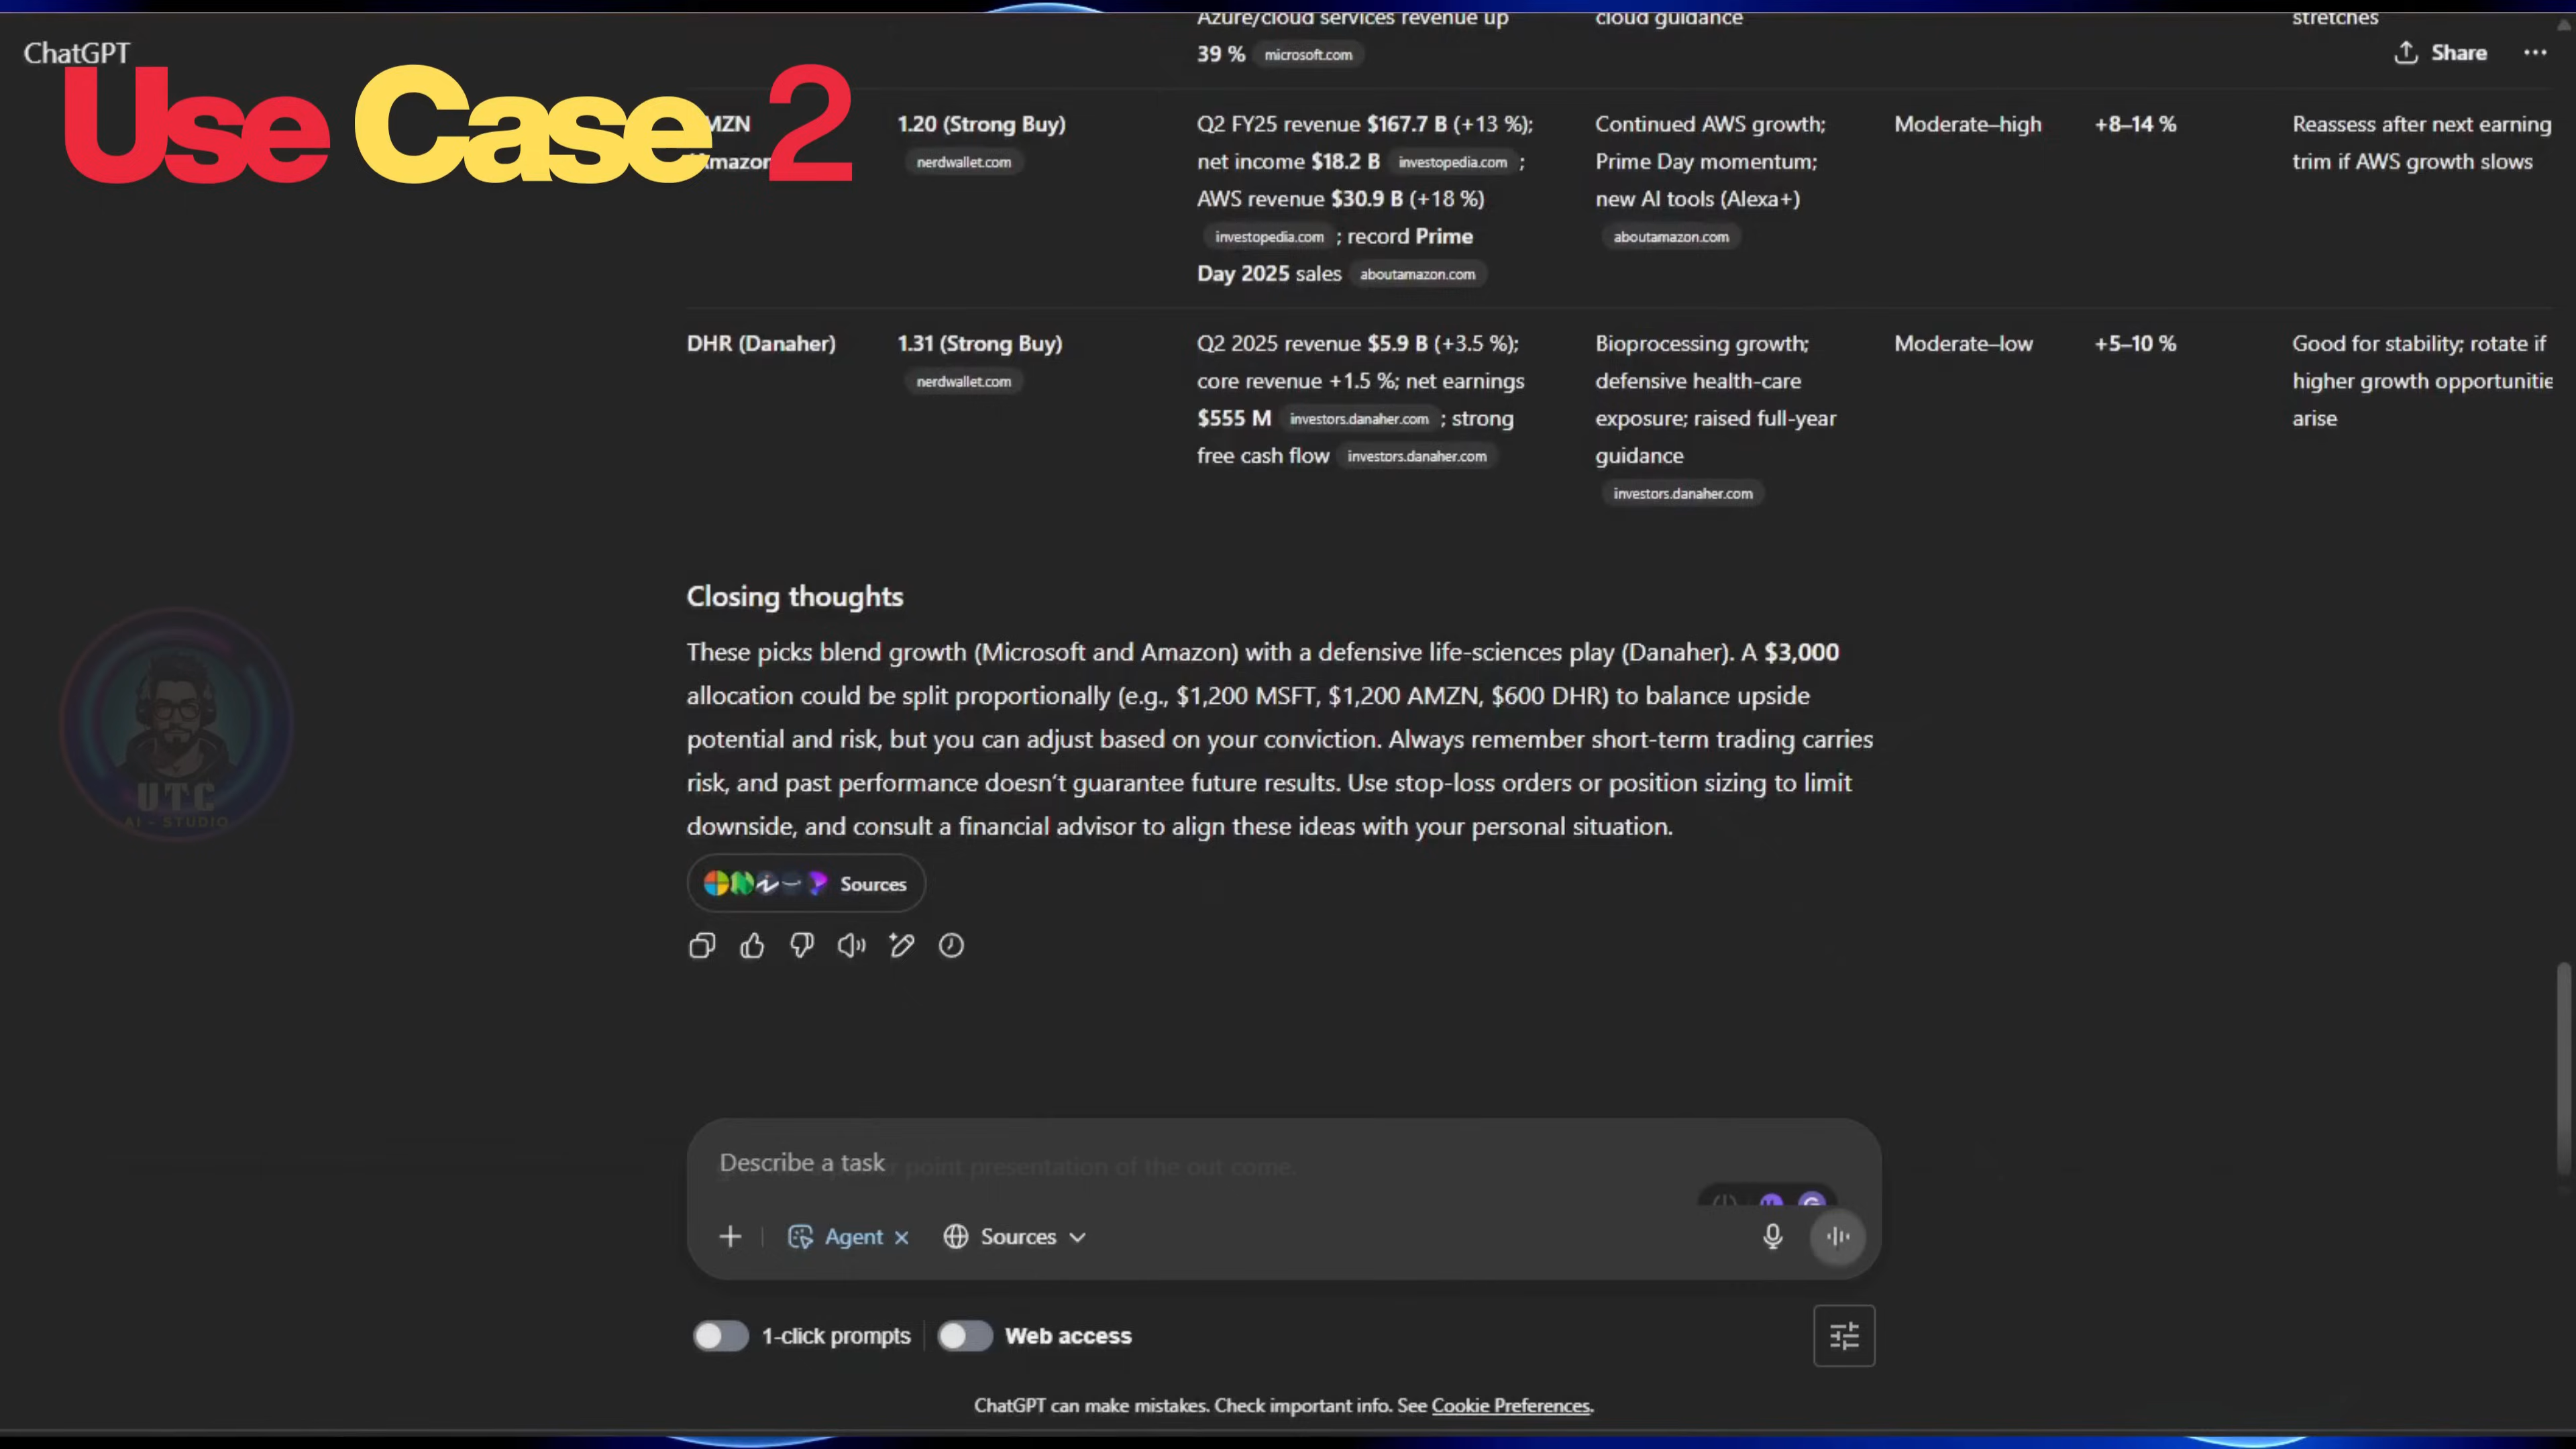 Azure/cloud services revenue up
39 % microsoft.com
cloud guidance
stretches
ChatGPT
Share
Use Case 2
MZN
Amazon
1.20 (Strong Buy)
nerdwallet.com
Q2 FY25 revenue $167.7 B (+13 %);
net income $18.2 B investopedia.com ;
AWS revenue $30.9 B (+18 %)
investopedia.com ; record Prime
Day 2025 sales aboutamazon.com
Continued AWS growth;
Prime Day momentum;
new AI tools (Alexa+)
aboutamazon.com
Moderate–high
+8–14 %
Reassess after next earning
trim if AWS growth slows
DHR (Danaher)
1.31 (Strong Buy)
nerdwallet.com
Q2 2025 revenue $5.9 B (+3.5 %);
core revenue +1.5 %; net earnings
$555 M investors.danaher.com ; strong
free cash flow investors.danaher.com
Bioprocessing growth;
defensive health-care
exposure; raised full-year
guidance
investors.danaher.com
Moderate–low
+5–10 %
Good for stability; rotate if
higher growth opportunitie
arise
Closing thoughts
These picks blend growth (Microsoft and Amazon) with a defensive life-sciences play (Danaher). A $3,000
allocation could be split proportionally (e.g., $1,200 MSFT, $1,200 AMZN, $600 DHR) to balance upside
potential and risk, but you can adjust based on your conviction. Always remember short-term trading carries
risk, and past performance doesn't guarantee future results. Use stop-loss orders or position sizing to limit
downside, and consult a financial advisor to align these ideas with your personal situation.
UTC
AI - STUDIO
Sources
Describe a task
point presentation of the out come.
Agent
Sources
1-click prompts
Web access
ChatGPT can make mistakes. Check important info. See Cookie Preferences.